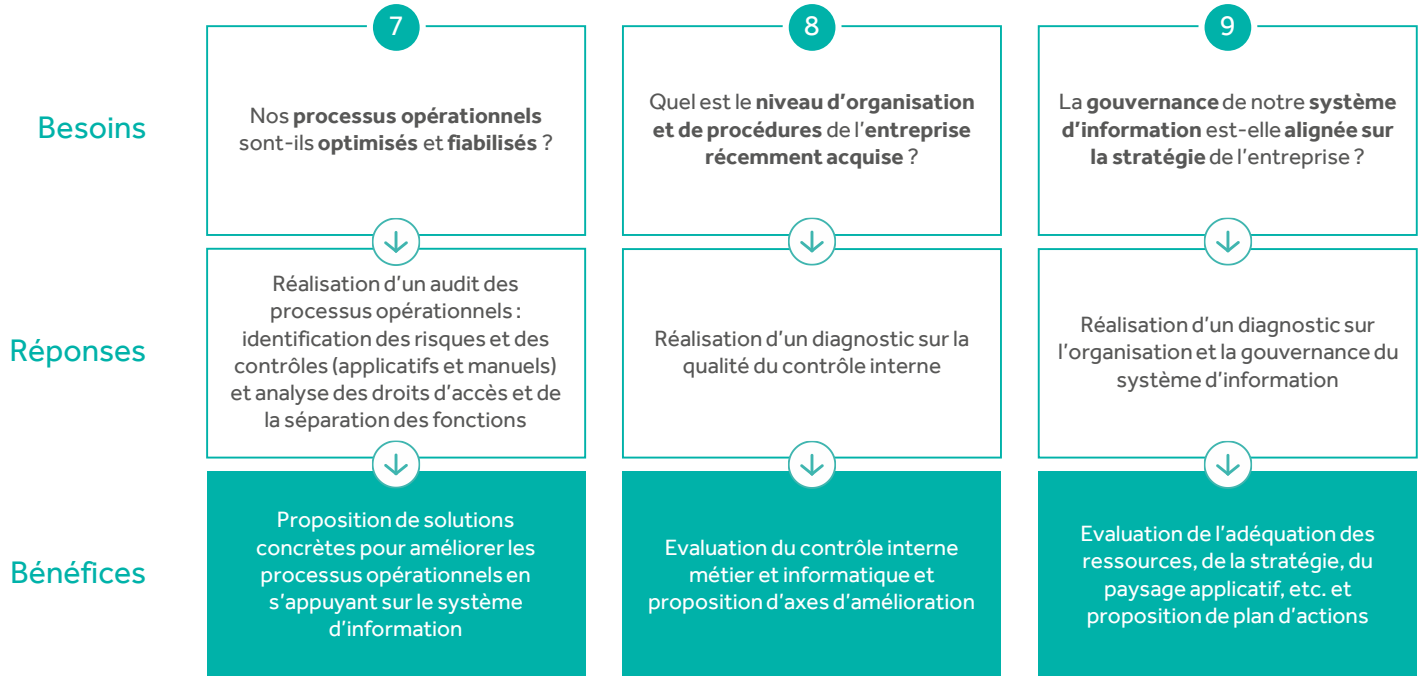 7
8
9
Besoins
Nos processus opérationnels
sont-ils optimisés et fiabilisés ?
Quel est le niveau d’organisation
et de procédures de l’entreprise
récemment acquise ?
La gouvernance de notre système
d’information est-elle alignée sur
la stratégie de l’entreprise ?
Réponses
Réalisation d’un audit des
processus opérationnels :
identification des risques et des
contrôles (applicatifs et manuels)
et analyse des droits d’accès et de
la séparation des fonctions
Réalisation d’un diagnostic sur la
qualité du contrôle interne
Réalisation d’un diagnostic sur
l’organisation et la gouvernance du
système d’information
Bénéfices
Proposition de solutions
concrètes pour améliorer les
processus opérationnels en
s’appuyant sur le système
d’information
Evaluation du contrôle interne
métier et informatique et
proposition d’axes d’amélioration
Evaluation de l’adéquation des
ressources, de la stratégie, du
paysage applicatif, etc. et
proposition de plan d’actions